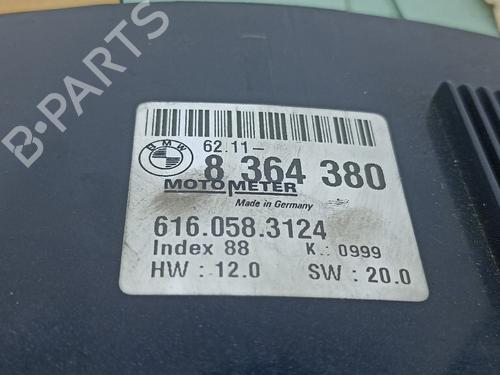 BMW
62.11-
8 364 380
MOTOMETER
Made in Germany
616.058.3124
Index 88 K.: 0999
HW : 12.0 SW : 20.0
B-PARTS